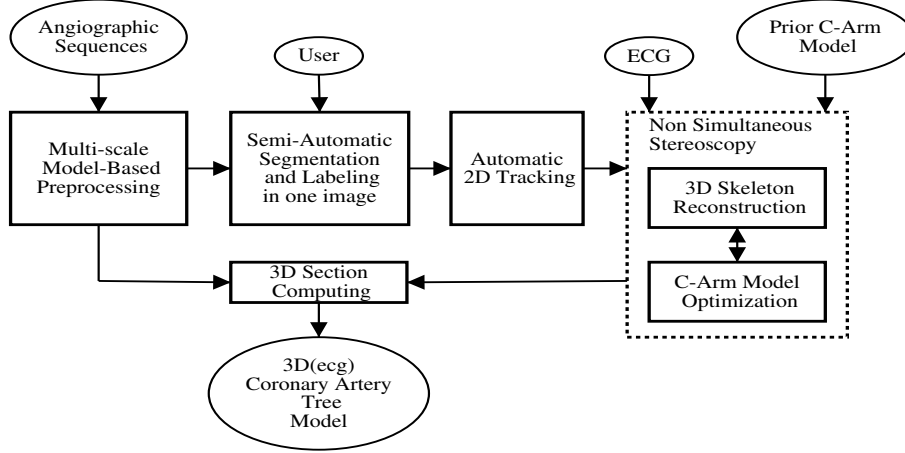 Angiographic
Sequences
User
ECG
Prior C-Arm
Model
Multi-scale
Model-Based
Preprocessing
Semi-Automatic
Segmentation
and Labeling
in one image
Automatic
2D Tracking
Non Simultaneous
Stereoscopy
3D Skeleton
Reconstruction
C-Arm Model
Optimization
3D Section
Computing
3D(ecg)
Coronary Artery
Tree
Model